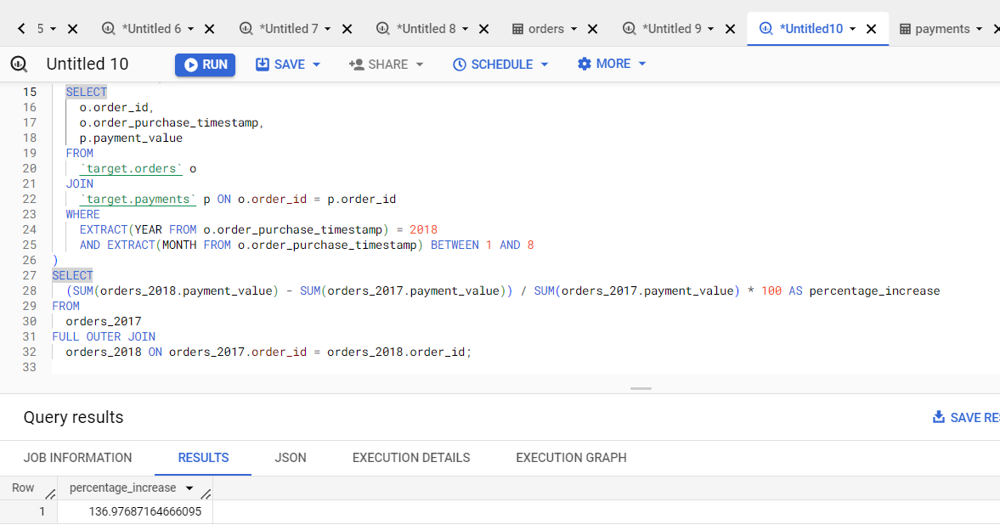 5 *Untitled 6 *Untitled 7 *Untitled 8 orders *Untitled 9 *Untitled10 payments
Untitled 10 RUN SAVE SHARE SCHEDULE MORE
15 SELECT
16 o.order_id,
17 o.order_purchase_timestamp,
18 p.payment_value
19 FROM
20 `target.orders` o
21 JOIN
22 `target.payments` p ON o.order_id = p.order_id
23 WHERE
24 EXTRACT(YEAR FROM o.order_purchase_timestamp) = 2018
25 AND EXTRACT(MONTH FROM o.order_purchase_timestamp) BETWEEN 1 AND 8
26 )
27 SELECT
28 (SUM(orders_2018.payment_value) - SUM(orders_2017.payment_value)) / SUM(orders_2017.payment_value) * 100 AS percentage_increase
29 FROM
30 orders_2017
31 FULL OUTER JOIN
32 orders_2018 ON orders_2017.order_id = orders_2018.order_id;
33
Query results SAVE RES
JOB INFORMATION RESULTS JSON EXECUTION DETAILS EXECUTION GRAPH
Row percentage_increase
1 136.97687164666095